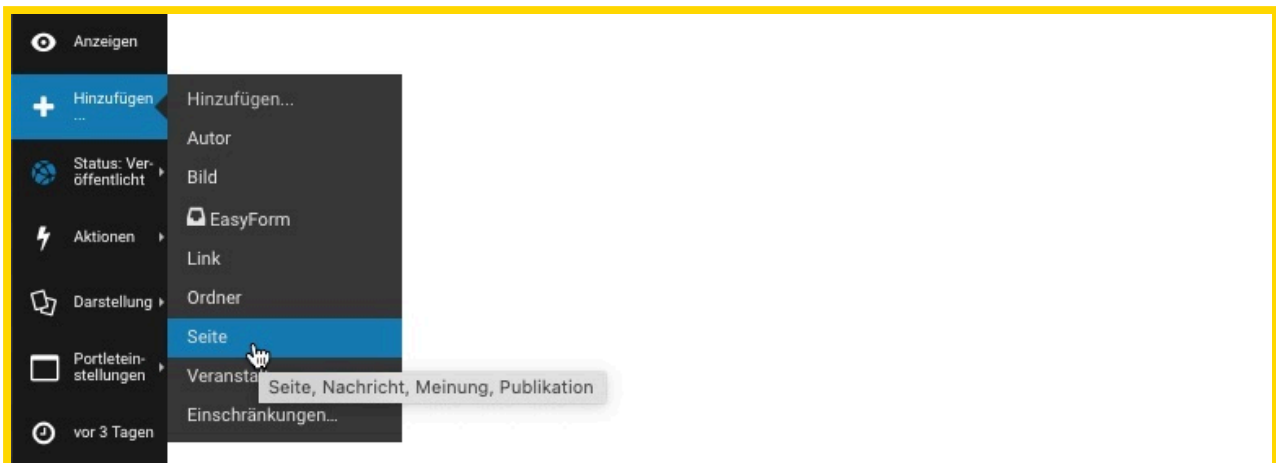 Anzeigen
Hinzufügen
...
Status: Ver-
öffentlicht
Aktionen
Darstellung
Portletein-
stellungen
vor 3 Tagen
Hinzufügen...
Autor
Bild
EasyForm
Link
Ordner
Seite
Seite, Nachricht, Meinung, Publikation
Einschränkungen...